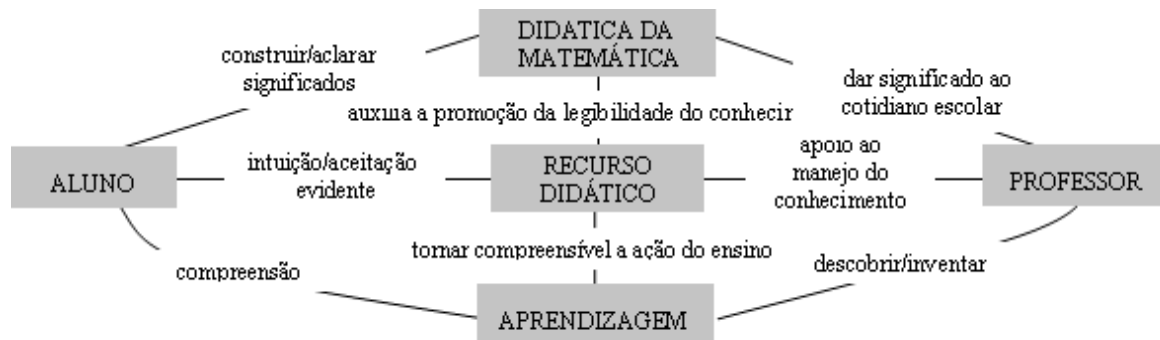 DIDATICA DA
MATEMÁTICA
construir/aclarar
significados
dar significado ao
cotidiano escolar
auxilia a promoção da legibilidade do conhecir
ALUNO
intuição/aceitação
evidente
RECURSO
DIDÁTICO
apoio ao
manejo do
conhecimento
PROFESSOR
tornar compreensível a ação do ensino
compreensão
descobrir/inventar
APRENDIZAGEM